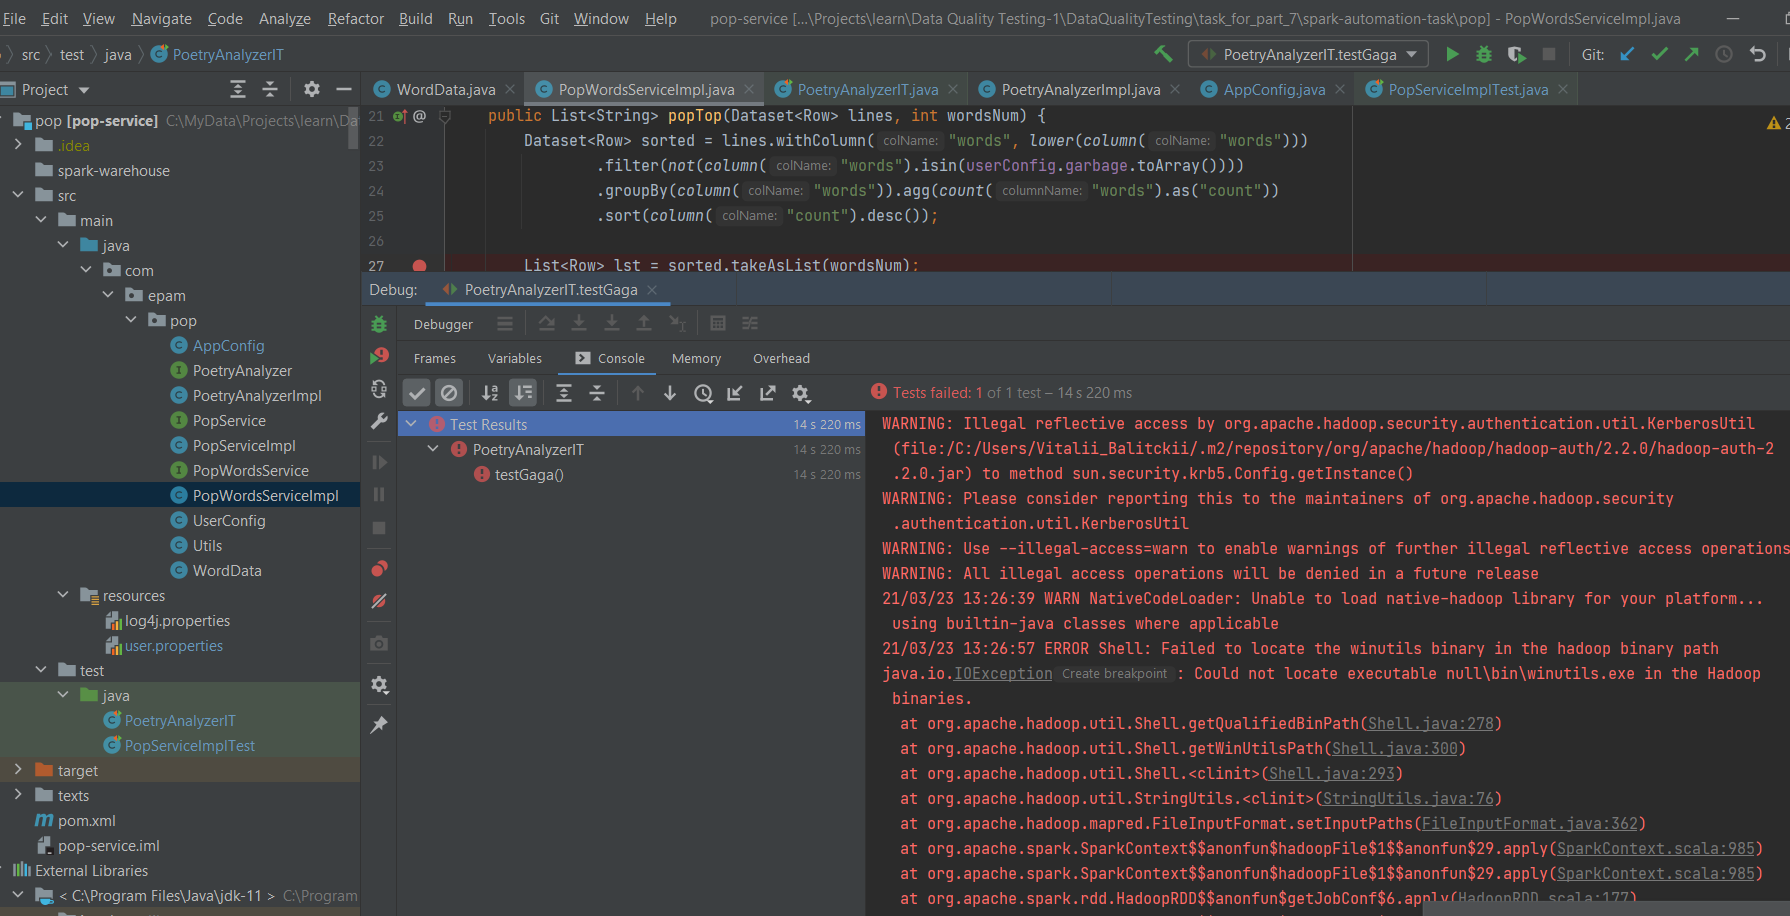 File Edit View Navigate Code Analyze Refactor Build Run Tools Git Window Help pop-service [...\Projects\learn\Data Quality Testing-1\DataQualityTesting\task_for_part_7\spark-automation-task\pop] - PopWordsServiceImpl.java
src test java PoetryAnalyzerIT PoetryAnalyzerIT.testGaga Git:
Project
WordData.java PopWordsServiceImpl.java PoetryAnalyzerIT.java PoetryAnalyzerImpl.java AppConfig.java PopServiceImplTest.java
pop [pop-service] C:\MyData\Projects\learn\Da
.idea
spark-warehouse
src
main
java
com
epam
pop
AppConfig
PoetryAnalyzer
PoetryAnalyzerImpl
PopService
PopServiceImpl
PopWordsService
PopWordsServiceImpl
UserConfig
Utils
WordData
resources
log4j.properties
user.properties
test
java
PoetryAnalyzerIT
PopServiceImplTest
target
texts
pom.xml
pop-service.iml
External Libraries
< C:\Program Files\Java\jdk-11 > C:\Program
21 @ public List<String> popTop(Dataset<Row> lines, int wordsNum) {
22 Dataset<Row> sorted = lines.withColumn( colName: "words", lower(column( colName: "words")))
23 .filter(not(column( colName: "words").isin(userConfig.garbage.toArray())))
24 .groupBy(column( colName: "words")).agg(count( columnName: "words").as("count"))
25 .sort(column( colName: "count").desc());
26
27 List<Row> lst = sorted.takeAsList(wordsNum);
Debug: PoetryAnalyzerIT.testGaga
Debugger
Frames Variables Console Memory Overhead
Tests failed: 1 of 1 test – 14 s 220 ms
Test Results 14 s 220 ms
PoetryAnalyzerIT 14 s 220 ms
testGaga() 14 s 220 ms
WARNING: Illegal reflective access by org.apache.hadoop.security.authentication.util.KerberosUtil
(file:/C:/Users/Vitalii_Balitckii/.m2/repository/org/apache/hadoop/hadoop-auth/2.2.0/hadoop-auth-2
.2.0.jar) to method sun.security.krb5.Config.getInstance()
WARNING: Please consider reporting this to the maintainers of org.apache.hadoop.security
.authentication.util.KerberosUtil
WARNING: Use --illegal-access=warn to enable warnings of further illegal reflective access operations
WARNING: All illegal access operations will be denied in a future release
21/03/23 13:26:39 WARN NativeCodeLoader: Unable to load native-hadoop library for your platform...
using builtin-java classes where applicable
21/03/23 13:26:57 ERROR Shell: Failed to locate the winutils binary in the hadoop binary path
java.io.IOException Create breakpoint : Could not locate executable null\bin\winutils.exe in the Hadoop
binaries.
at org.apache.hadoop.util.Shell.getQualifiedBinPath(Shell.java:278)
at org.apache.hadoop.util.Shell.getWinUtilsPath(Shell.java:300)
at org.apache.hadoop.util.Shell.<clinit>(Shell.java:293)
at org.apache.hadoop.util.StringUtils.<clinit>(StringUtils.java:76)
at org.apache.hadoop.mapred.FileInputFormat.setInputPaths(FileInputFormat.java:362)
at org.apache.spark.SparkContext$$anonfun$hadoopFile$1$$anonfun$29.apply(SparkContext.scala:985)
at org.apache.spark.SparkContext$$anonfun$hadoopFile$1$$anonfun$29.apply(SparkContext.scala:985)
at org.apache.spark.rdd.HadoopRDD$$anonfun$getJobConf$6.apply(HadoopRDD.scala:177)